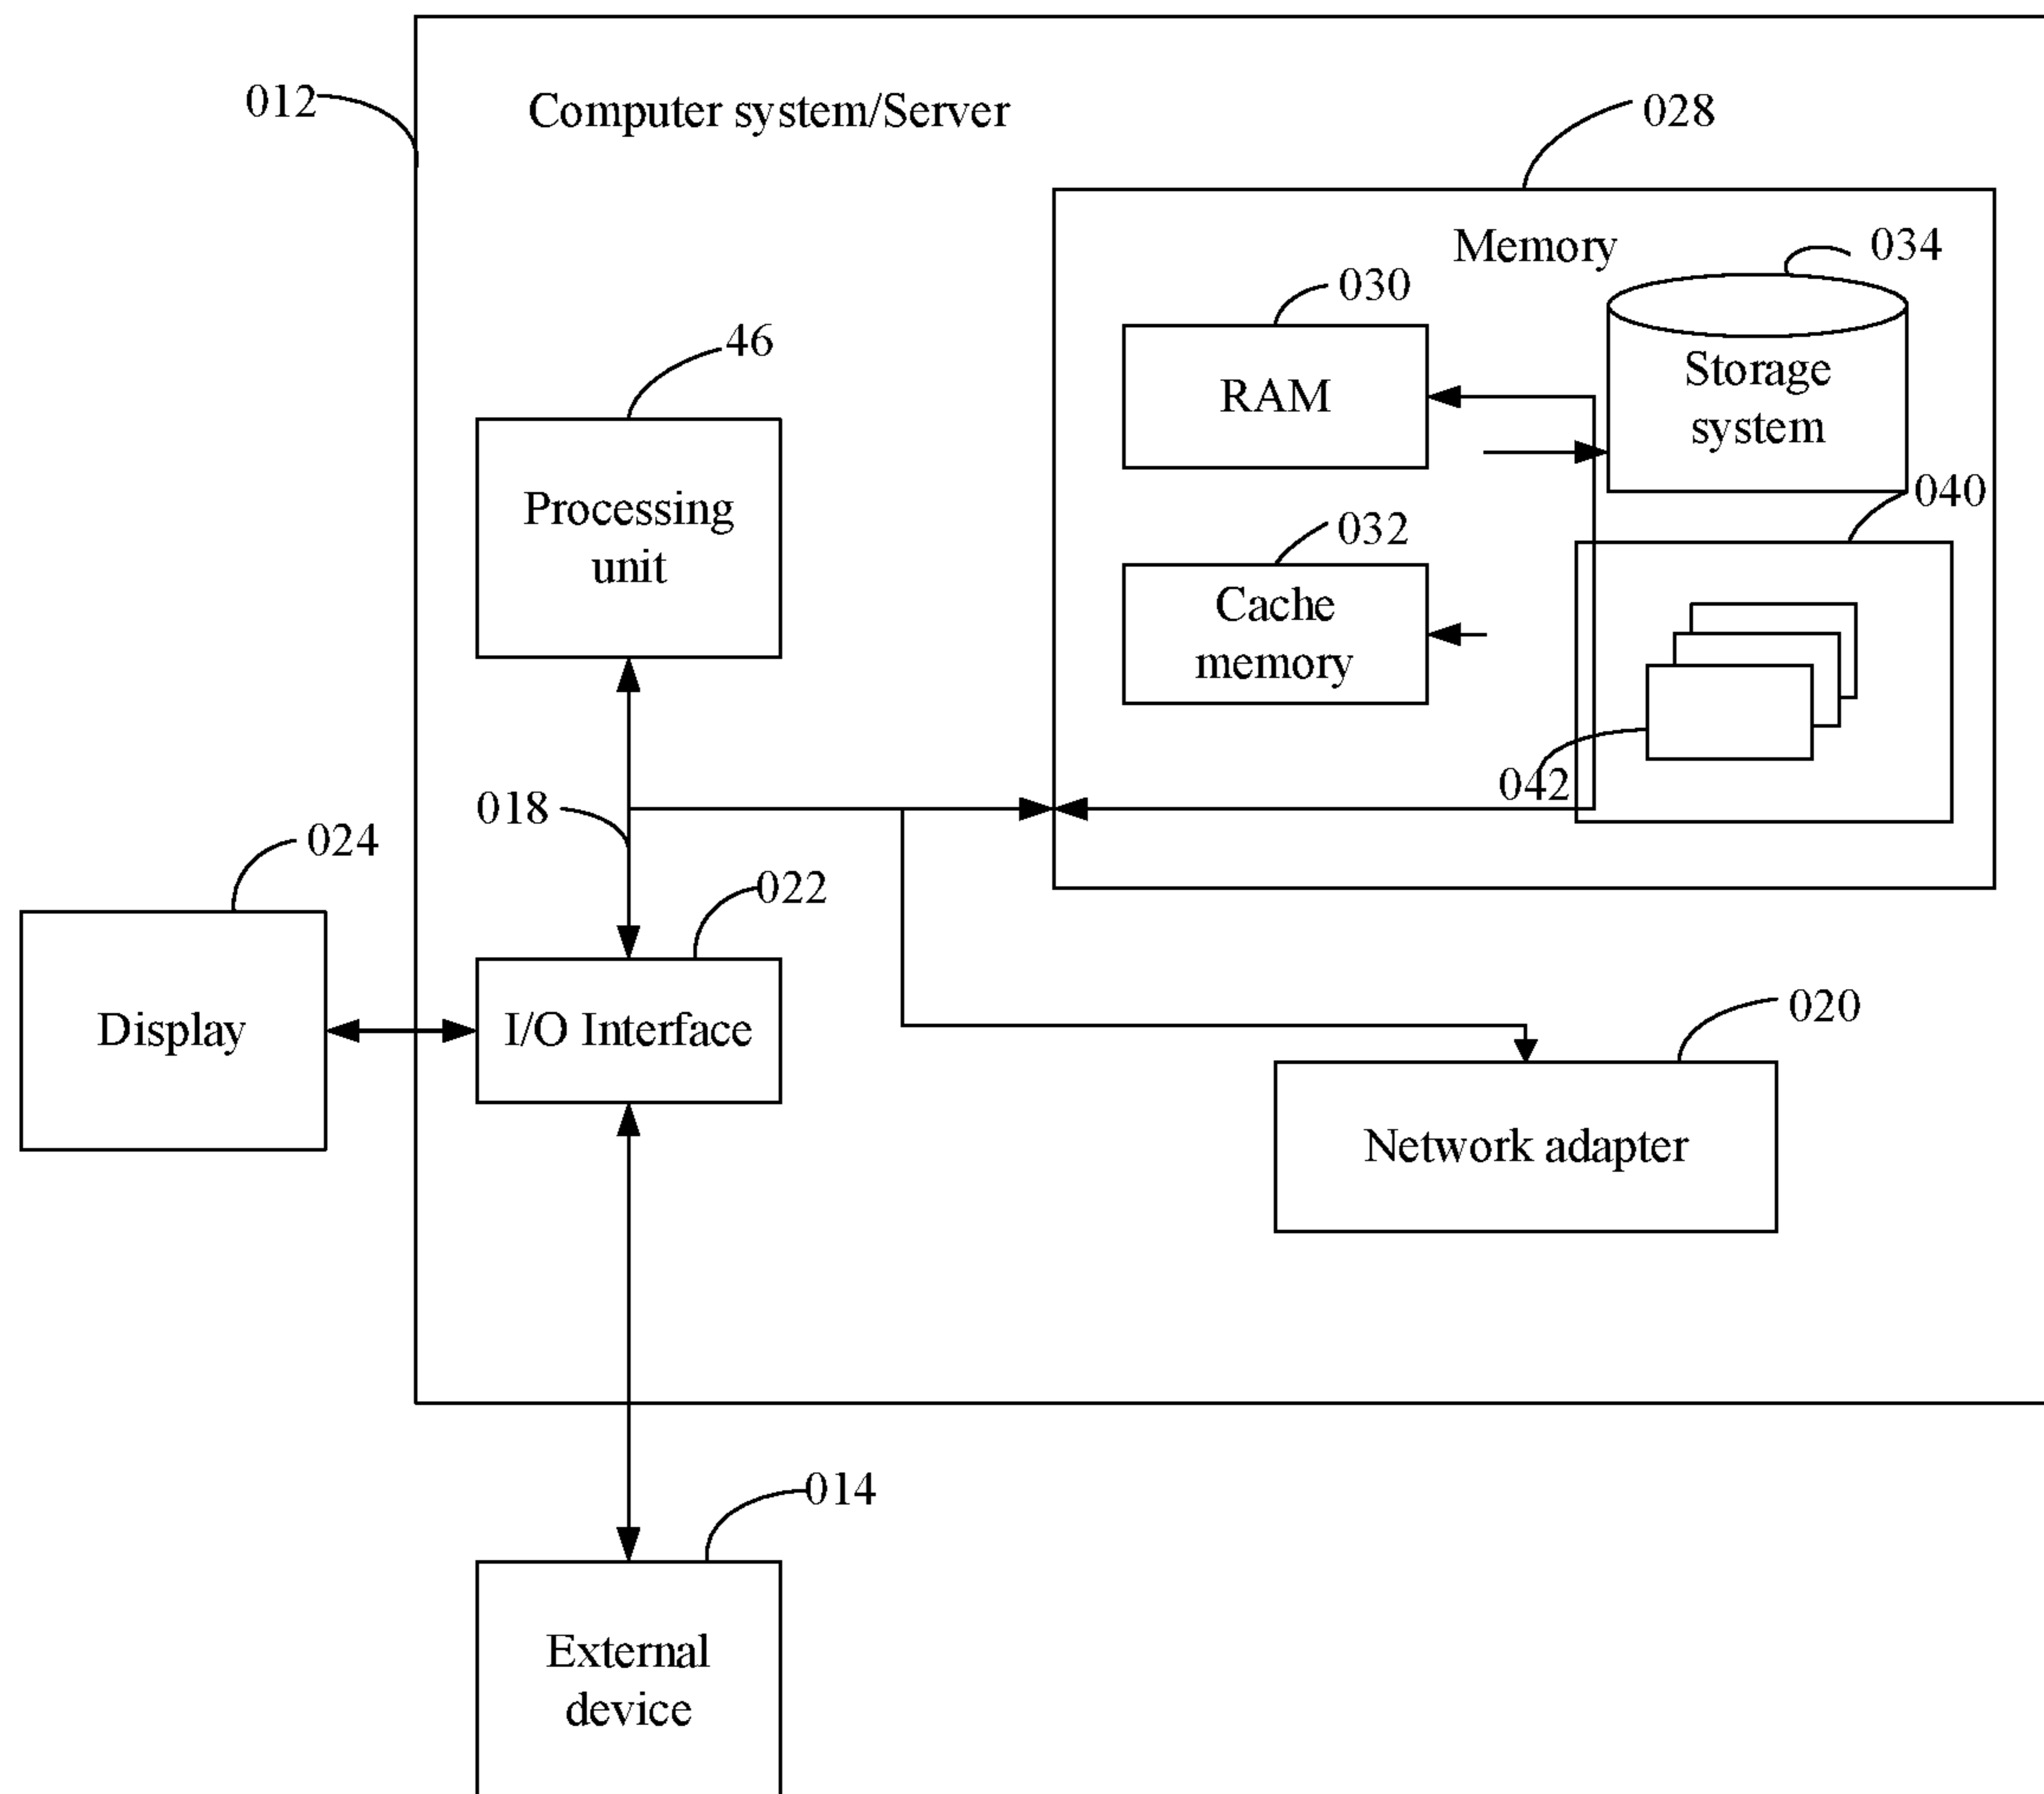 012
Computer system/Server
028
Memory
034
030
46
RAM
Storage
system
040
Processing
unit
032
Cache
memory
042
018
024
022
Display
I/O Interface
020
Network adapter
014
External
device